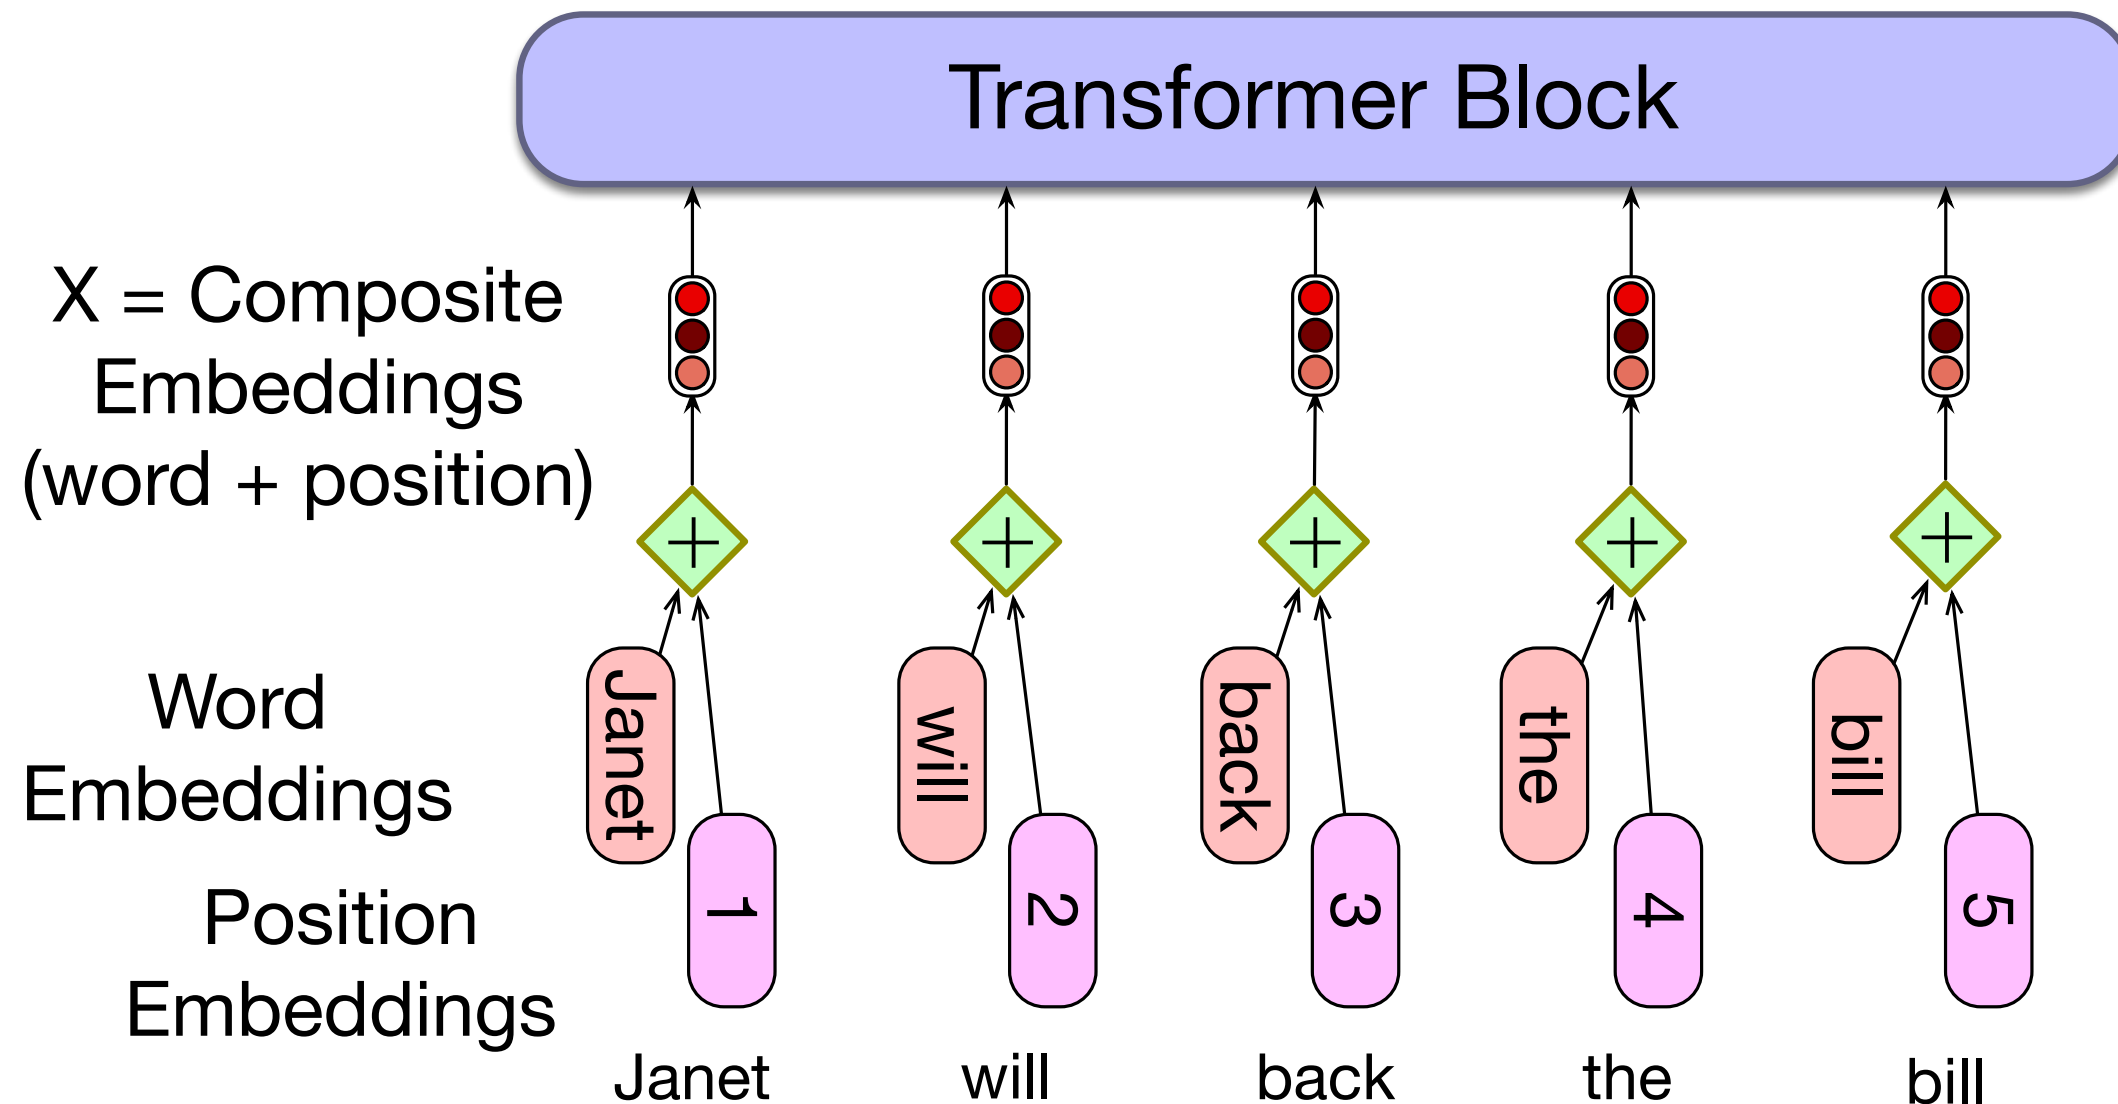 Transformer Block
X = Composite
Embeddings
(word + position)
+ + + + +
Word
Embeddings
Janet will back the bill
Position
Embeddings
1 2 3 4 5
Janet will back the bill